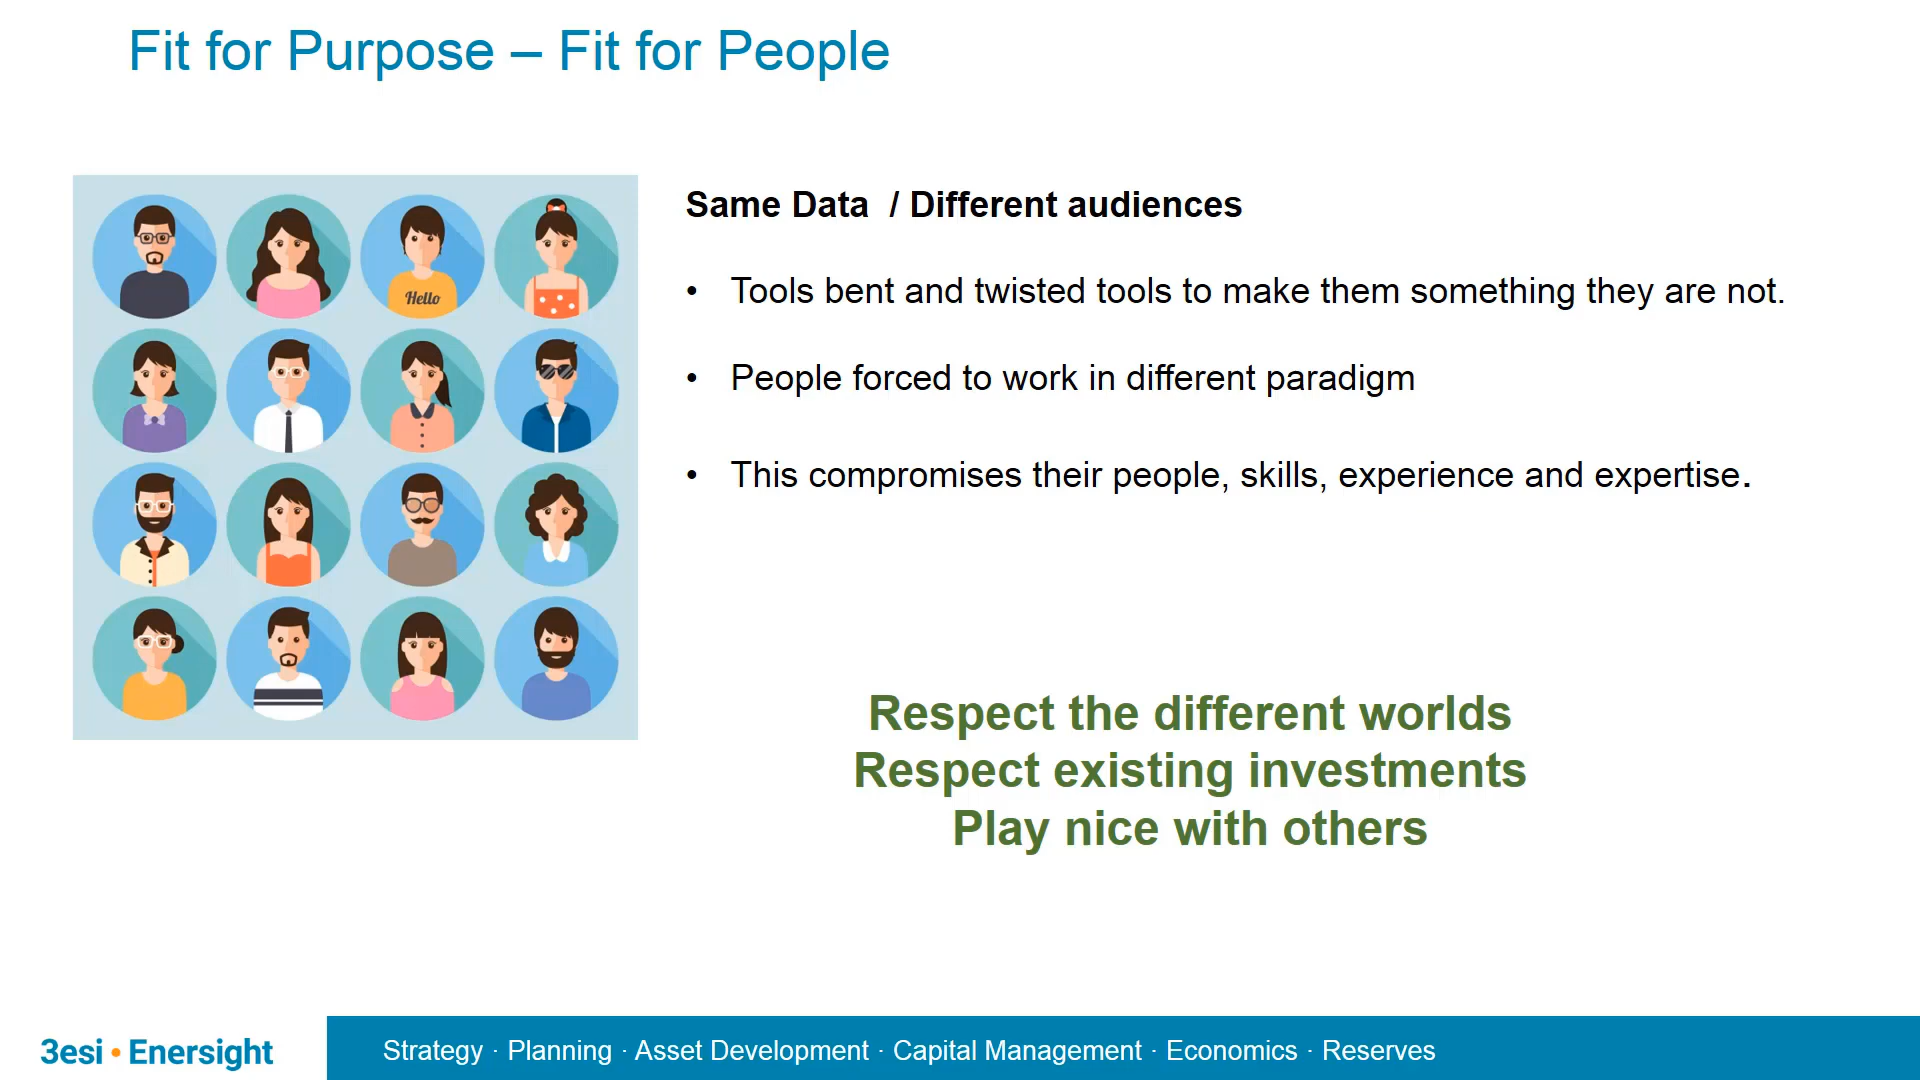 Fit for Purpose – Fit for People
Hello
Same Data / Different audiences
• Tools bent and twisted tools to make them something they are not.
• People forced to work in different paradigm
• This compromises their people, skills, experience and expertise.
Respect the different worlds
Respect existing investments
Play nice with others
3esi • Enersight
Strategy · Planning · Asset Development · Capital Management · Economics · Reserves